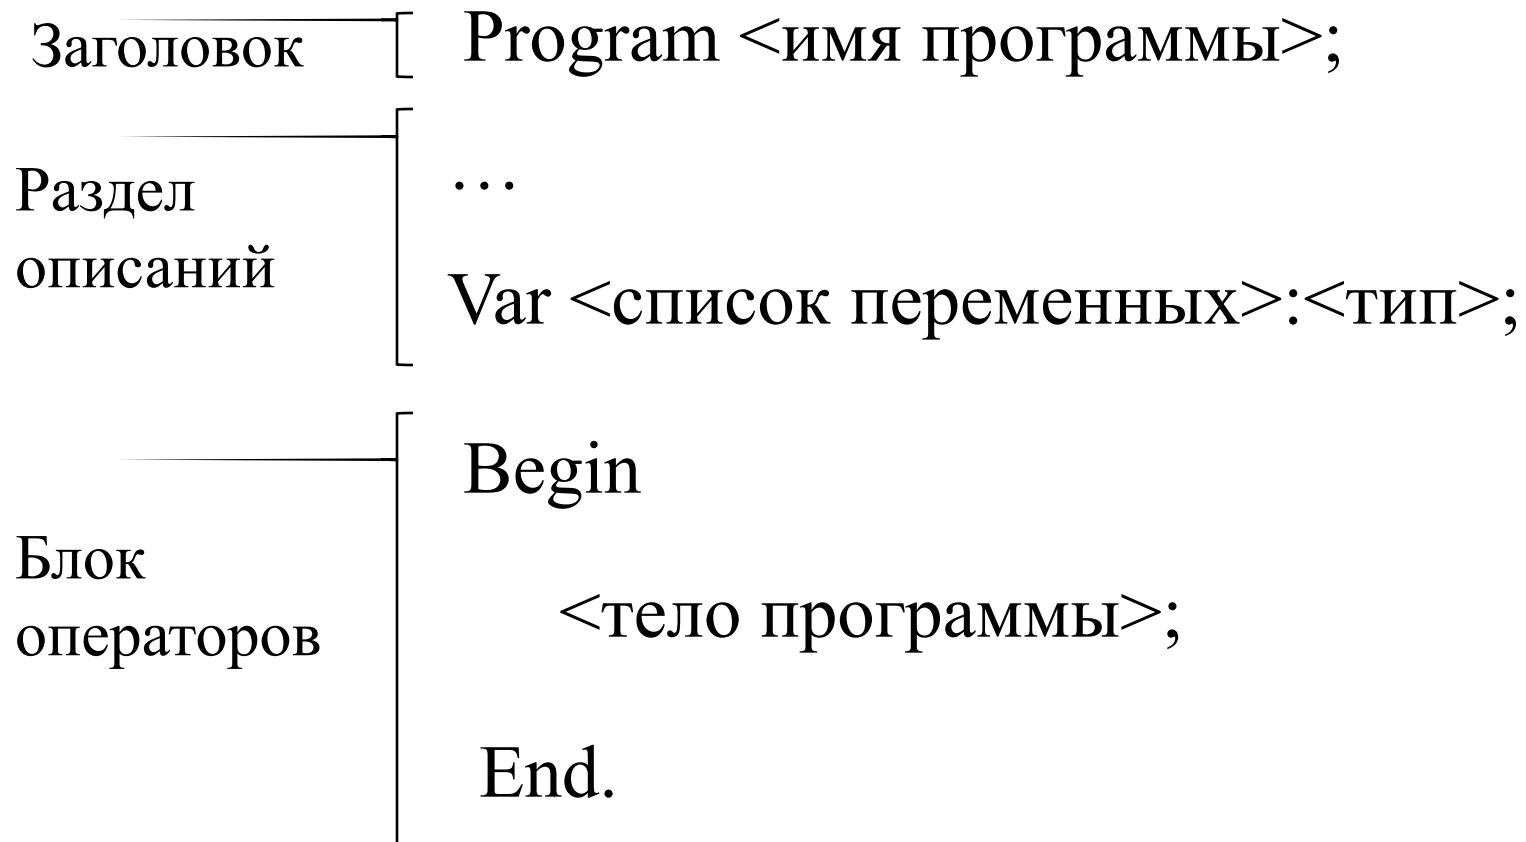 Заголовок
Program <имя программы>;
Раздел
описаний
…
Var <список переменных>:<тип>;
Блок
операторов
Begin
<тело программы>;
End.